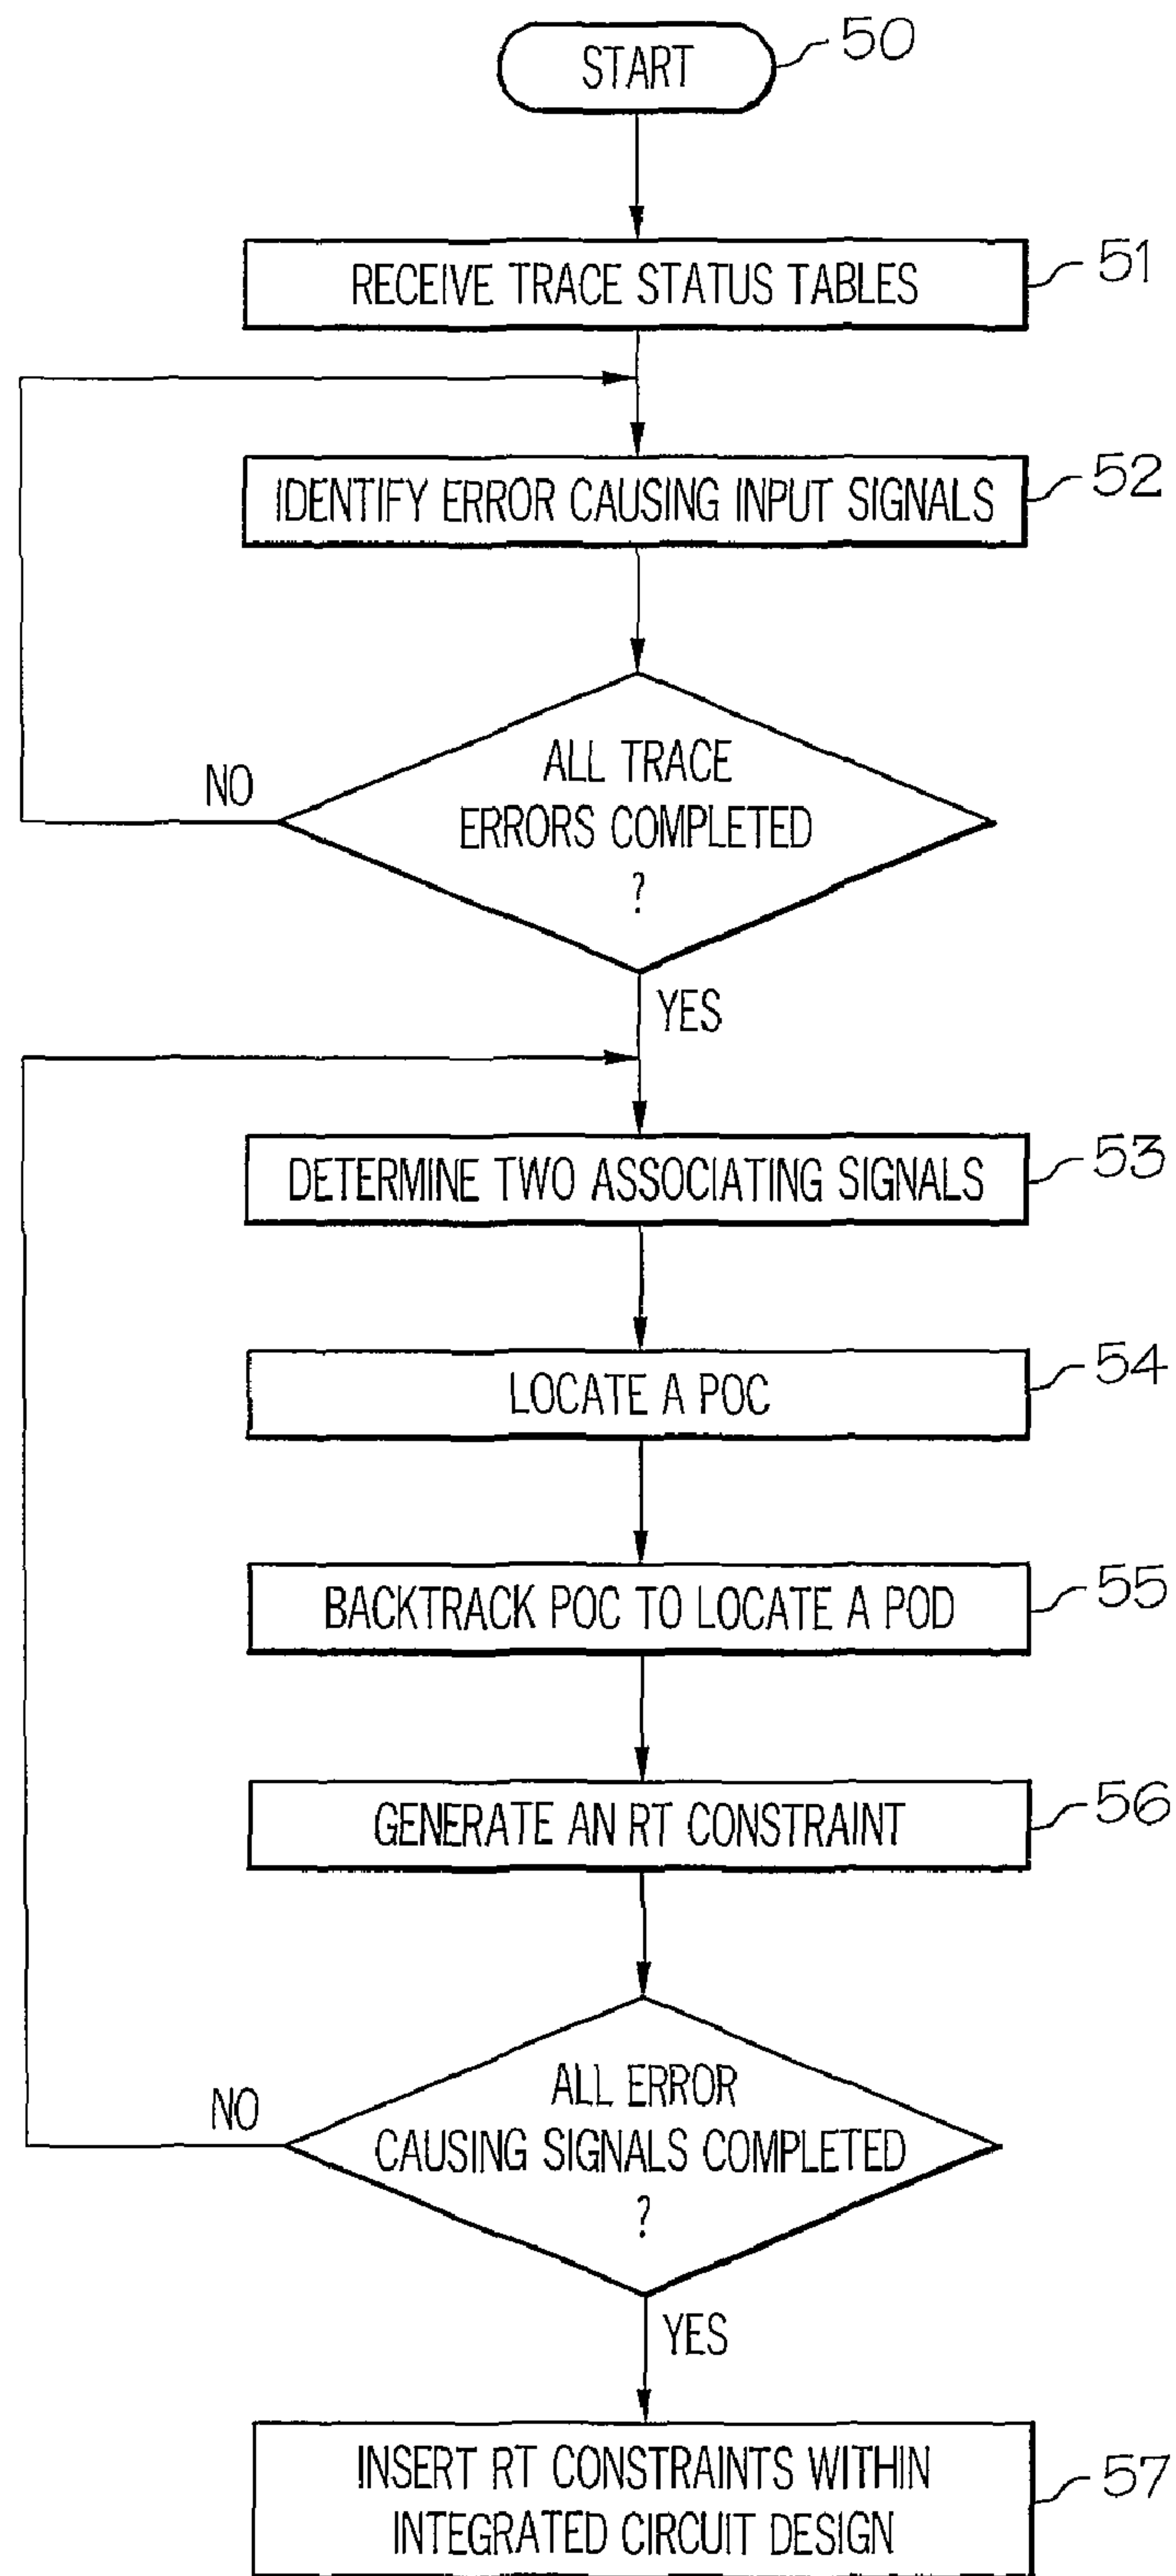 START
50
RECEIVE TRACE STATUS TABLES
51
IDENTIFY ERROR CAUSING INPUT SIGNALS
52
ALL TRACE
ERRORS COMPLETED
?
NO
YES
DETERMINE TWO ASSOCIATING SIGNALS
53
LOCATE A POC
54
BACKTRACK POC TO LOCATE A POD
55
GENERATE AN RT CONSTRAINT
56
ALL ERROR
CAUSING SIGNALS COMPLETED
?
NO
YES
INSERT RT CONSTRAINTS WITHIN
INTEGRATED CIRCUIT DESIGN
57